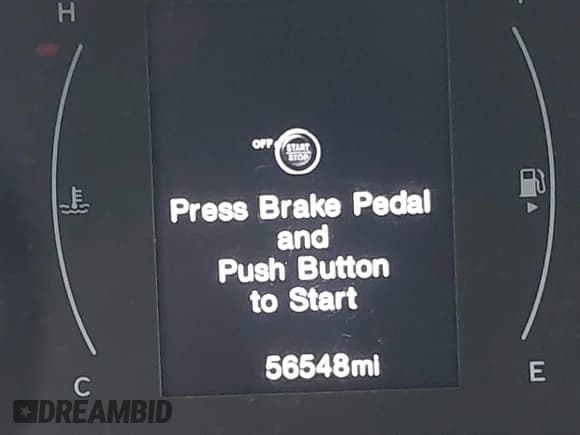 H
OFF
START
STOP
Press Brake Pedal
and
Push Button
to Start
56548mi
C
E
DREAMBID